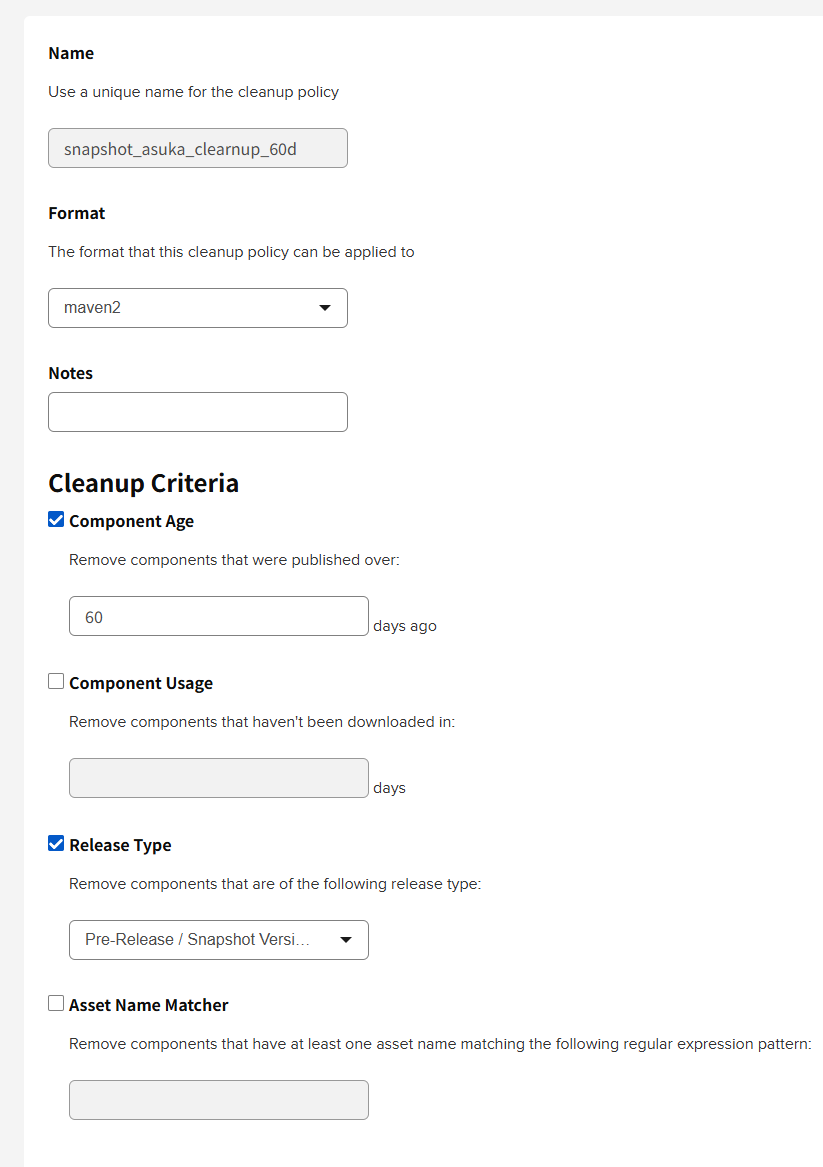 Name
Use a unique name for the cleanup policy
snapshot_asuka_clearnup_60d
Format
The format that this cleanup policy can be applied to
maven2
Notes
Cleanup Criteria
Component Age
Remove components that were published over:
60
days ago
Component Usage
Remove components that haven't been downloaded in:
days
Release Type
Remove components that are of the following release type:
Pre-Release / Snapshot Versi…
Asset Name Matcher
Remove components that have at least one asset name matching the following regular expression pattern: